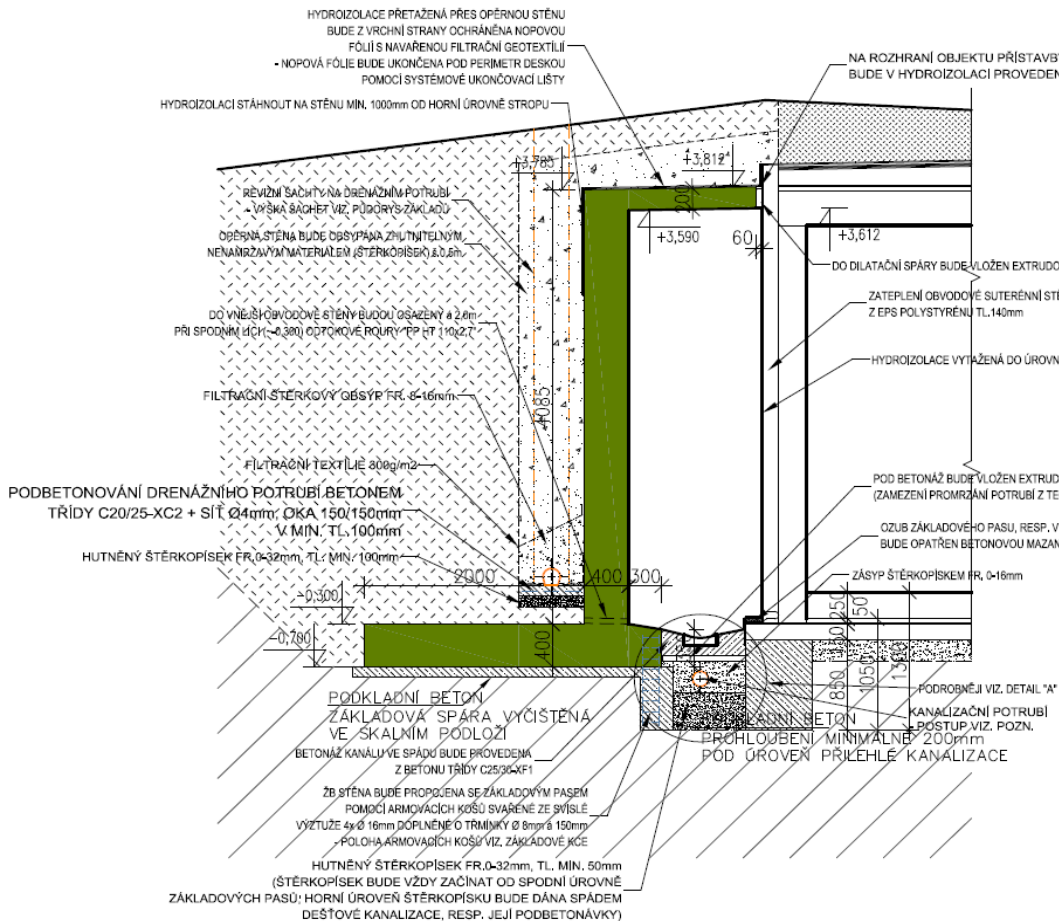 HYDROIZOLACE PŘETAŽENÁ PŘES OPĚRNOU STĚNU
BUDE Z VRCHNÍ STRANY OCHRÁNĚNA NOPOVOU
FÓLIÍ S NAVAŘENOU FILTRAČNÍ GEOTEXTÍLIÍ
- NOPOVÁ FÓLIE BUDE UKONČENA POD PERIMETR DESKOU
POMOCÍ SYSTÉMOVÉ UKONČOVACÍ LIŠTY
HYDROIZOLACÍ STÁHNOUT NA STĚNU MIN. 1000mm OD HORNÍ ÚROVNĚ STROPU
NA ROZHRANÍ OBJEKTU PŘÍSTAVB
BUDE V HYDROIZOLACÍ PROVEDEN
+3,785
+3,812
200
+3,590
60
+3,612
REVIZNÍ ŠACHTY NA DRENÁŽNÍM POTRUBÍ
- VÝŠKA ŠACHET VIZ. PŮDORYS ZÁKLADŮ
OPĚRNÁ STĚNA BUDE OBSYPÁNA ZHUTNITELNÝM,
NENAMRZAVÝM MATERIÁLEM (ŠTĚRKOPÍSEK) á 0,5m
DO DILATAČNÍ SPÁRY BUDE VLOŽEN EXTRUDO
ZATEPLENÍ OBVODOVÉ SUTERÉNNÍ STĚ
Z EPS POLYSTYRÉNU TL.140mm
DO VNĚJŠÍ OBVODOVÉ STĚNY BUDOU OSAZENY á 2,0m
PŘI SPODNÍM LÍCI (~-0,300) ODTOKOVÉ ROURY "PP HT 110x2,7"
HYDROIZOLACE VYTAŽENÁ DO ÚROVN
FILTRAČNÍ ŠTĚRKOVÝ OBSYP FR. 8-16mm
4085
FILTRAČNÍ TEXTÍLIE 300g/m2
PODBETONOVÁNÍ DRENÁŽNÍHO POTRUBÍ BETONEM
TŘÍDY C20/25-XC2 + SÍŤ Ø4mm, OKA 150/150mm
V MIN. TL.100mm
HUTNĚNÝ ŠTĚRKOPÍSEK FR.0-32mm, TL. MIN. 100mm
POD BETONÁŽ BUDE VLOŽEN EXTRUD
(ZAMEZENÍ PROMRZÁNÍ POTRUBÍ Z TE
OZUB ZÁKLADOVÉHO PASU, RESP. V
BUDE OPATŘEN BETONOVOU MAZAN
ZÁSYP ŠTĚRKOPÍSKEM FR. 0-16mm
2000
400
300
-0,300
-0,700
400
250
50
850
1050
1300
PODROBNĚJI VIZ. DETAIL "A"
KANALIZAČNÍ POTRUBÍ
- POSTUP VIZ. POZN.
PODKLADNÍ BETON
ZÁKLADOVÁ SPÁRA VYČIŠTĚNÁ
VE SKALNÍM PODLOŽÍ
PODKLADNÍ BETON
PROHLOUBENÍ MINIMÁLNĚ 200mm
POD ÚROVEŇ PŘILEHLÉ KANALIZACE
BETONÁŽ KANÁLU VE SPÁDU BUDE PROVEDENA
Z BETONU TŘÍDY C25/30-XF1
ŽB STĚNA BUDE PROPOJENA SE ZÁKLADOVÝM PASEM
POMOCÍ ARMOVACÍCH KOŠŮ SVAŘENÉ ZE SVISLÉ
VÝZTUŽE 4x Ø 16mm DOPLNĚNÉ O TŘMÍNKY Ø 8mm á 150mm
- POLOHA ARMOVACÍCH KOŠŮ VIZ. ZÁKLADOVÉ KCE
HUTNĚNÝ ŠTĚRKOPÍSEK FR.0-32mm, TL. MIN. 50mm
(ŠTĚRKOPÍSEK BUDE VŽDY ZAČÍNAT OD SPODNÍ ÚROVNĚ
ZÁKLADOVÝCH PASŮ; HORNÍ ÚROVEŇ ŠTĚRKOPÍSKU BUDE DÁNA SPÁDEM
DEŠŤOVÉ KANALIZACE, RESP. JEJÍ PODBETONÁVKY)